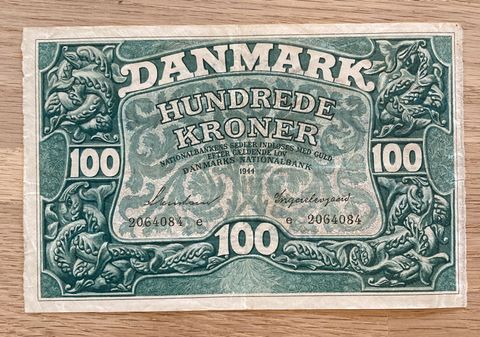 DANMARK
HUNDREDE
KRONER
NATIONALBANKENS SEDLER INDLØSES MED GULD
EFTER GÆLDENDE LOV
DANMARKS NATIONALBANK
1944
100
100
Svendsen
2064084 e
e 2064084
100